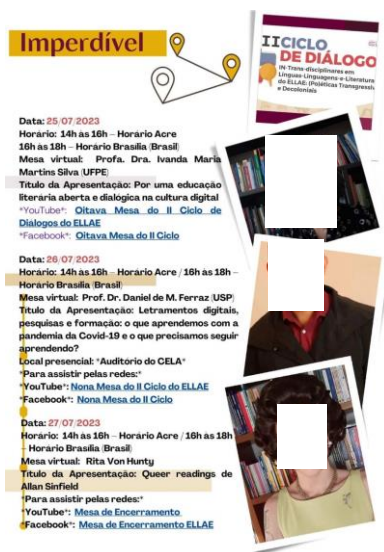 Imperdível
IICICLO
DE DIÁLOGO
IN-Trans-disciplinares em
Línguas-Linguagens-e-Literatura
do ELLAE: (Poiéticas Transgressiv
e Decoloniais
Data: 25/07/2023
Horário: 14h às 16h – Horário Acre
16h às 18h – Horário Brasília (Brasil)
Mesa virtual: Profa. Dra. Ivanda Maria
Martins Silva (UFPE)
Título da Apresentação: Por uma educação
literária aberta e dialógica na cultura digital
*YouTube*: Oitava Mesa do II Ciclo de
Diálogos do ELLAE
*Facebook*: Oitava Mesa do II Ciclo
Data: 26/07/2023
Horário: 14h às 16h – Horário Acre / 16h às 18h –
Horário Brasília (Brasil)
Mesa virtual: Prof. Dr. Daniel de M. Ferraz (USP)
Título da Apresentação: Letramentos digitais,
pesquisas e formação: o que aprendemos com a
pandemia da Covid-19 e o que precisamos seguir
aprendendo?
Local presencial: *Auditório do CELA*
*Para assistir pelas redes:*
*YouTube*: Nona Mesa do II Ciclo do ELLAE
*Facebook*: Nona Mesa do II Ciclo
Data: 27/07/2023
Horário: 14h às 16h – Horário Acre / 16h às 18h
– Horário Brasília (Brasil)
Mesa virtual: Rita Von Hunty
Título da Apresentação: Queer readings de
Allan Sinfield
*Para assistir pelas redes:*
*YouTube*: Mesa de Encerramento
*Facebook*: Mesa de Encerramento ELLAE